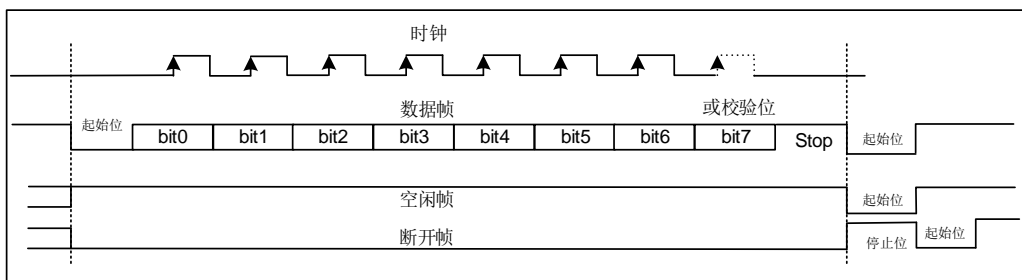 时钟
数据帧
或校验位
起始位 bit0 bit1 bit2 bit3 bit4 bit5 bit6 bit7 Stop 起始位
空闲帧
起始位
断开帧
停止位 起始位